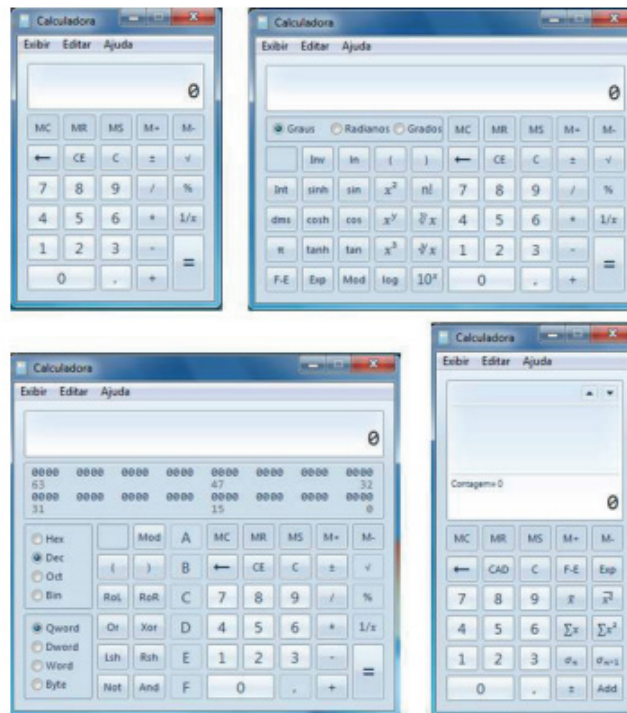 Calculadora
Exibir Editar Ajuda
0
MC MR MS M+ M-
← CE C ± √
7 8 9 / %
4 5 6 * 1/x
1 2 3 - =
0 , +
Calculadora
Exibir Editar Ajuda
0
Graus Radianos Grados MC MR MS M+ M-
Inv ln ( ) ← CE C ± √
Int sinh sin x² n! 7 8 9 / %
dms cosh cos xʸ ʸ√x 4 5 6 * 1/x
π tanh tan x³ ³√x 1 2 3 - =
F-E Exp Mod log 10ˣ 0 , +
Calculadora
Exibir Editar Ajuda
0
0000 0000 0000 0000 0000 0000 0000 0000
63 47 32
0000 0000 0000 0000 0000 0000 0000 0000
31 15 0
Hex Mod A MC MR MS M+ M-
Dec ( ) B ← CE C ± √
Oct
Bin RoL RoR C 7 8 9 / %
Qword Or Xor D 4 5 6 * 1/x
Dword
Word Lsh Rsh E 1 2 3 - =
Byte Not And F 0 , +
Calculadora
Exibir Editar Ajuda
Contagem= 0
0
MC MR MS M+ M-
← CAD C F-E Exp
7 8 9 x̅ x̅²
4 5 6 Σx Σx²
1 2 3 σₙ σₙ₋₁
0 , ± Add